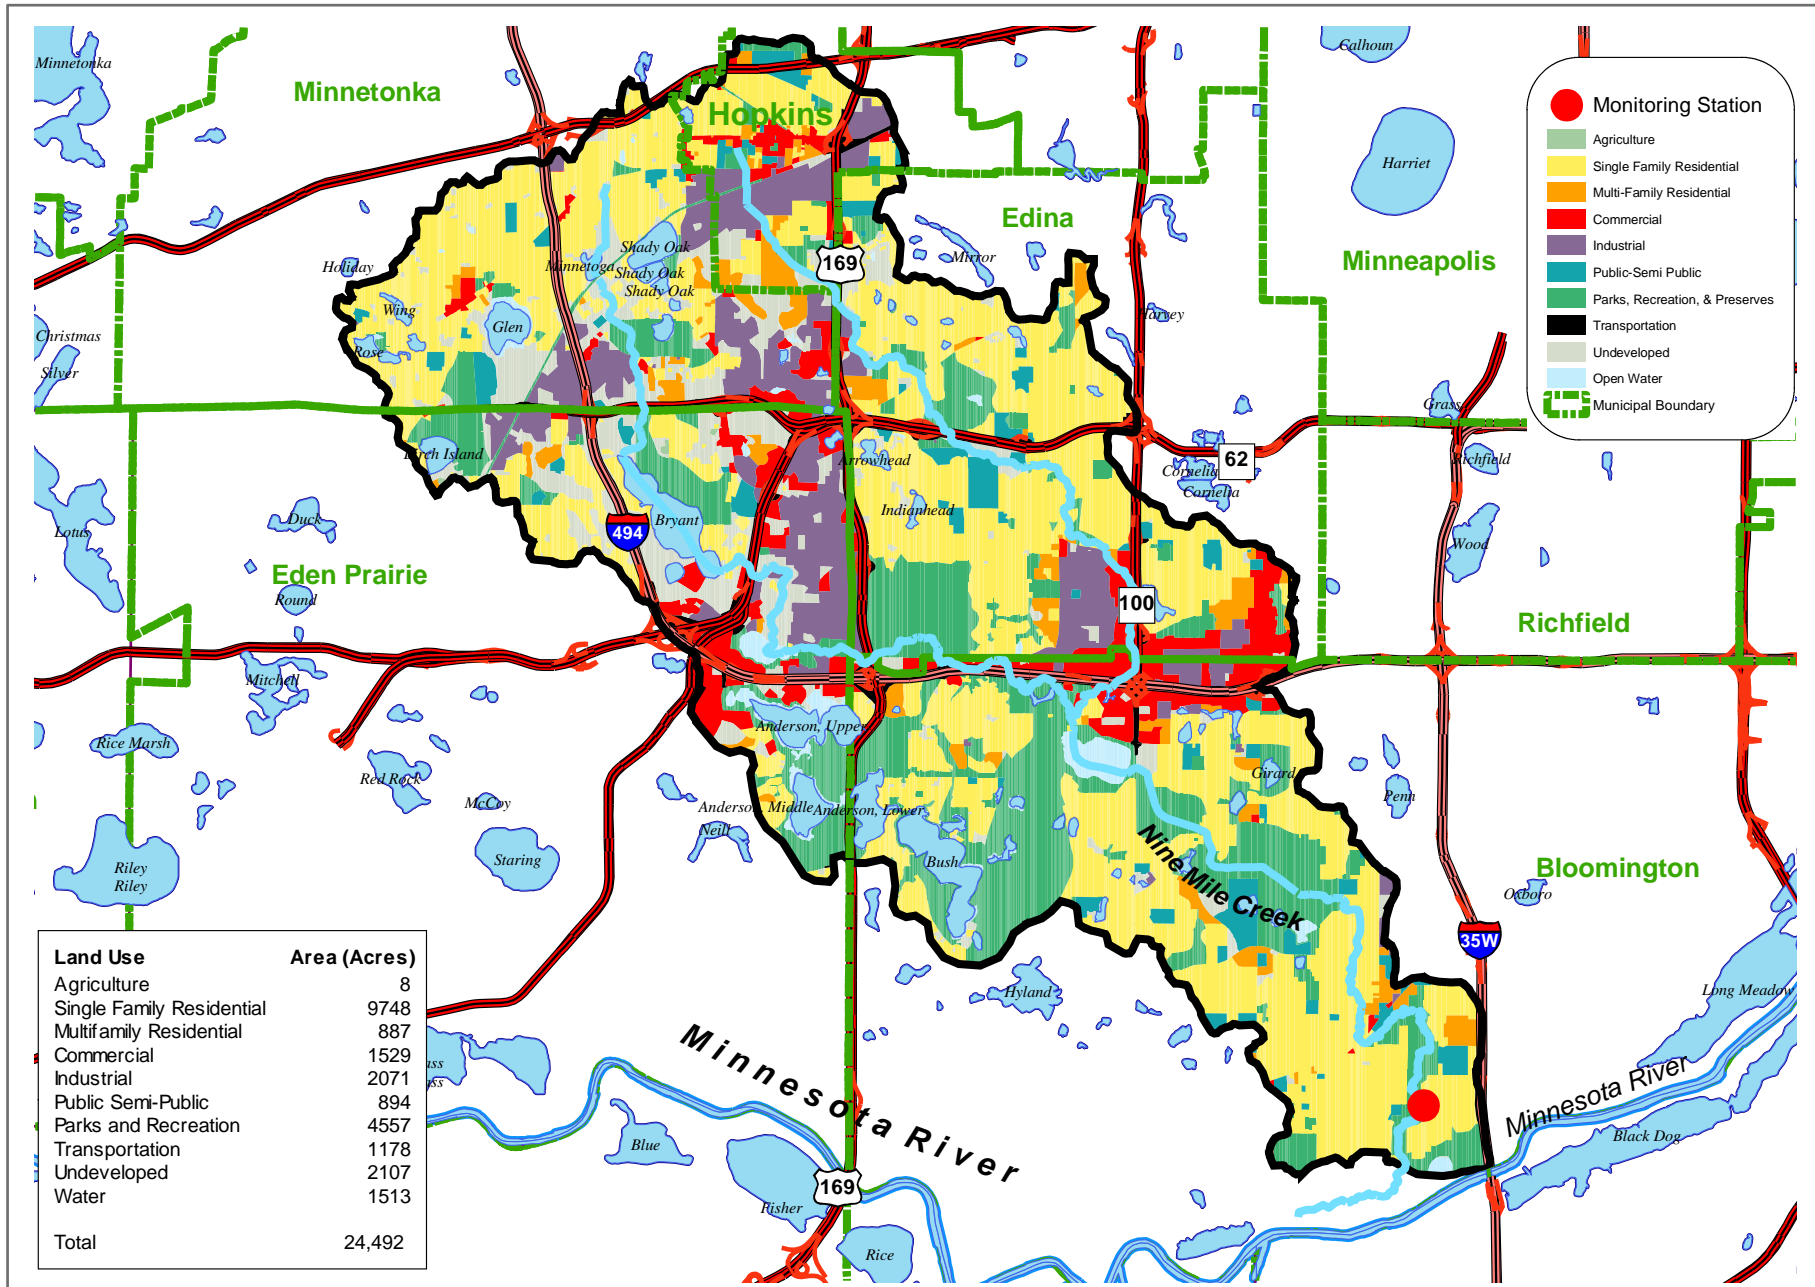 Minnetonka
Calhoun
Minnetonka
Hopkins
Monitoring Station
Agriculture
Single Family Residential
Multi-Family Residential
Commercial
Industrial
Public-Semi Public
Parks, Recreation, & Preserves
Transportation
Undeveloped
Open Water
Municipal Boundary
Harriet
Edina
Minneapolis
Mirror
Holiday
Minnetoga
Shady Oak
Shady Oak
Shady Oak
169
Wing
Glen
Rose
Harvey
Christmas
Silver
Grass
Birch Island
Arrowhead
62
Cornelia
Cornelia
Richfield
Lotus
Duck
Bryant
Indianhead
494
Wood
Eden Prairie
Round
100
Richfield
Mitchell
Anderson, Upper
Rice Marsh
Red Rock
McCoy
Girard
Penn
Anderson, Middle
Anderson, Lower
Neill
Nine Mile Creek
Staring
Bush
Riley
Riley
Bloomington
Oxboro
35W
Hyland
Long Meadow
Minnesota River
Minnesota River
Black Dog
Blue
169
Fisher
Rice
ass
ass
Land Use Area (Acres)
Agriculture 8
Single Family Residential 9748
Multifamily Residential 887
Commercial 1529
Industrial 2071
Public Semi-Public 894
Parks and Recreation 4557
Transportation 1178
Undeveloped 2107
Water 1513
Total 24,492